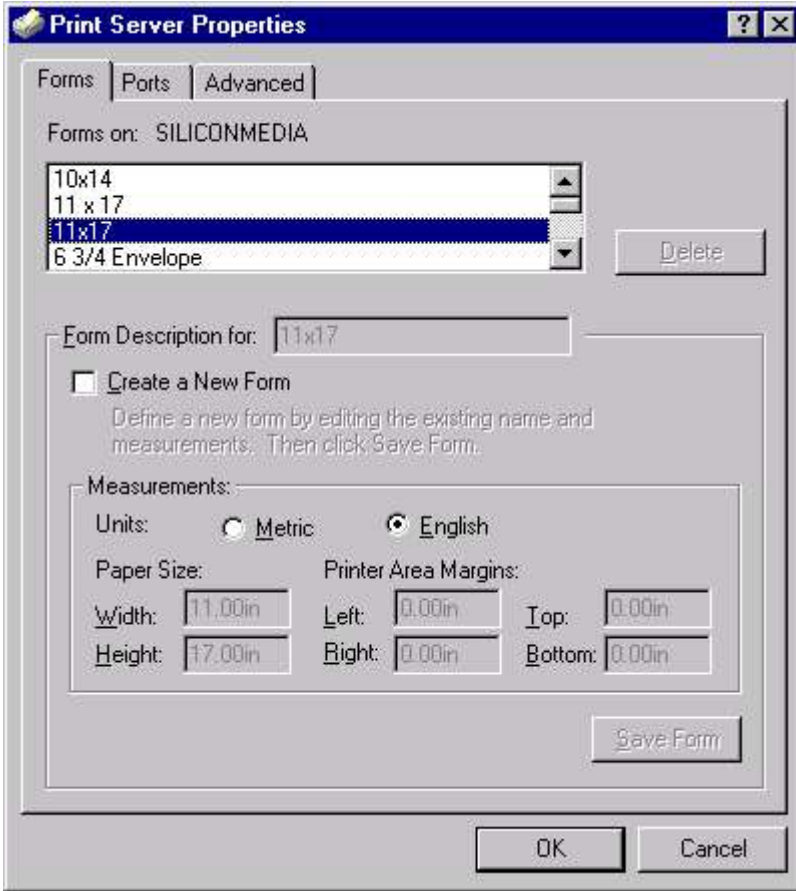 Print Server Properties
Forms Ports Advanced
Forms on: SILICONMEDIA
10x14
11 x 17
11x17
6 3/4 Envelope
Delete
Form Description for: 11x17
Create a New Form
Define a new form by editing the existing name and
measurements. Then click Save Form.
Measurements:
Units: Metric English
Paper Size: Printer Area Margins:
Width: 11.00in Left: 0.00in Top: 0.00in
Height: 17.00in Right: 0.00in Bottom: 0.00in
Save Form
OK Cancel